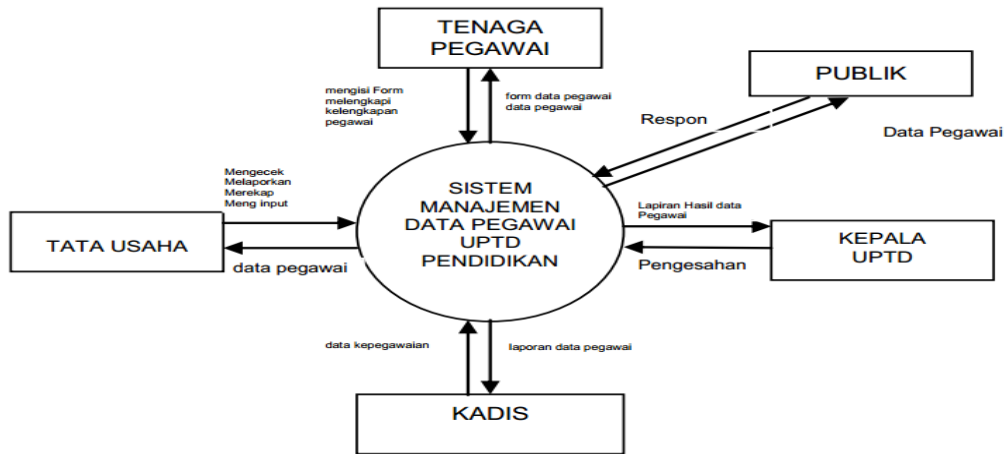 TENAGA
PEGAWAI
PUBLIK
mengisi Form
melengkapi
kelengkapan
pegawai
form data pegawai
data pegawai
Respon
Data Pegawai
Mengecek
Melaporkan
Merekap
Meng input
SISTEM
MANAJEMEN
DATA PEGAWAI
UPTD
PENDIDIKAN
Lapiran Hasil data
Pegawai
TATA USAHA
data pegawai
KEPALA
UPTD
Pengesahan
data kepegawaian
laporan data pegawai
KADIS